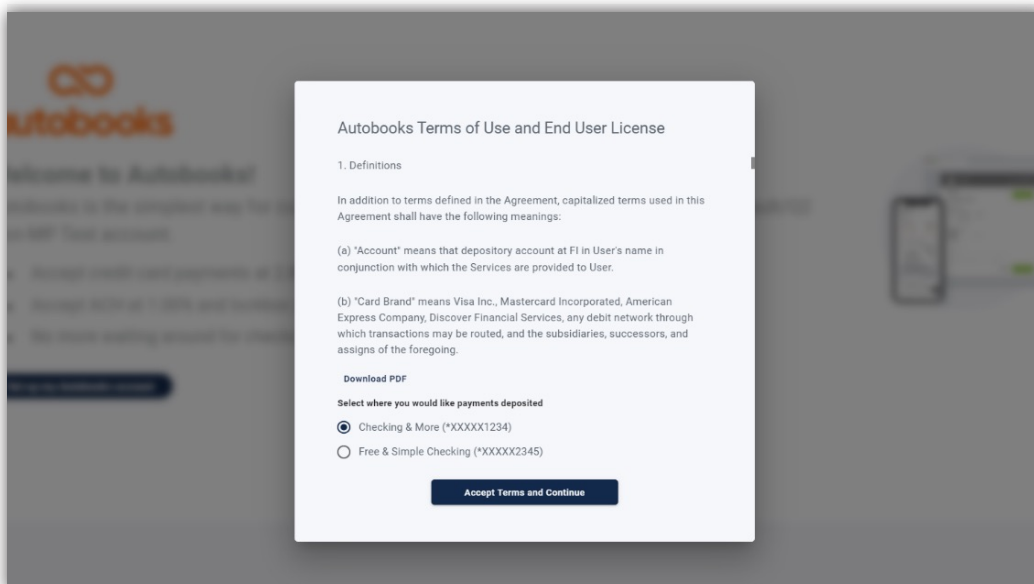 autobooks
Welcome to Autobooks!
Autobooks Terms of Use and End User License
1. Definitions
In addition to terms defined in the Agreement, capitalized terms used in this
Agreement shall have the following meanings:
(a) "Account" means that depository account at FI in User's name in
conjunction with which the Services are provided to User.
(b) "Card Brand" means Visa Inc., Mastercard Incorporated, American
Express Company, Discover Financial Services, any debit network through
which transactions may be routed, and the subsidiaries, successors, and
assigns of the foregoing.
Download PDF
Select where you would like payments deposited
Checking & More (*XXXXX1234)
Free & Simple Checking (*XXXXX2345)
Accept Terms and Continue